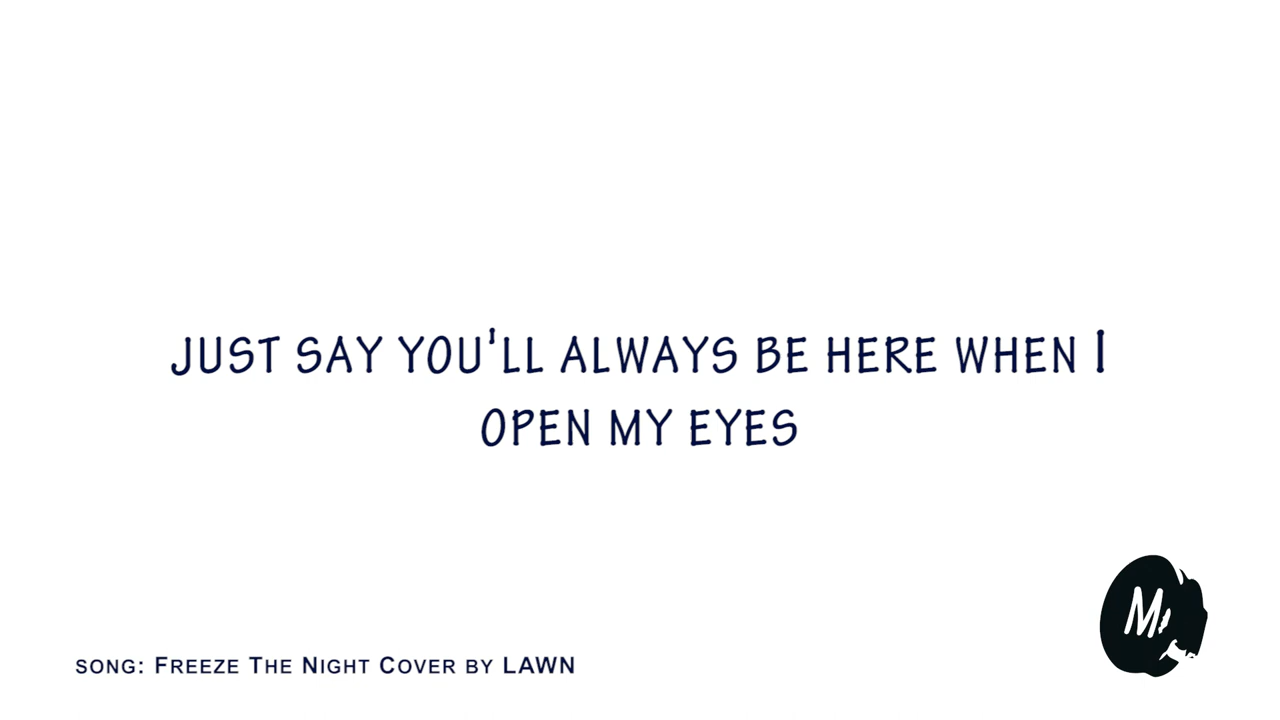 JUST SAY YOU'LL ALWAYS BE HERE WHEN I
OPEN MY EYES
M
SONG: FREEZE THE NIGHT COVER BY LAWN